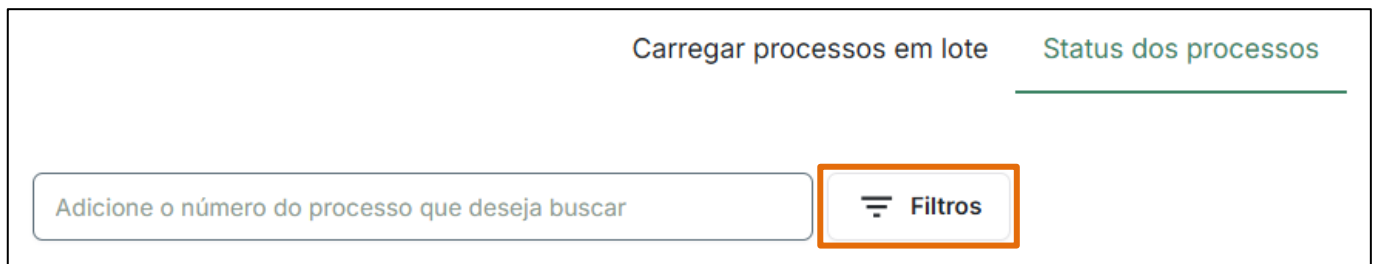 Carregar processos em lote
Status dos processos
Adicione o número do processo que deseja buscar
Filtros